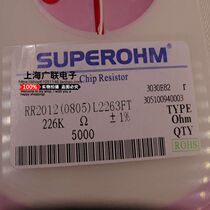 SUPEROHM®
上海广联电子
Chip Resistor
3030E82 r
305100940003
RR2012(0805)L2263FT TYPE
226K Ω ±1% Ohm
5000 QTY
ROHS